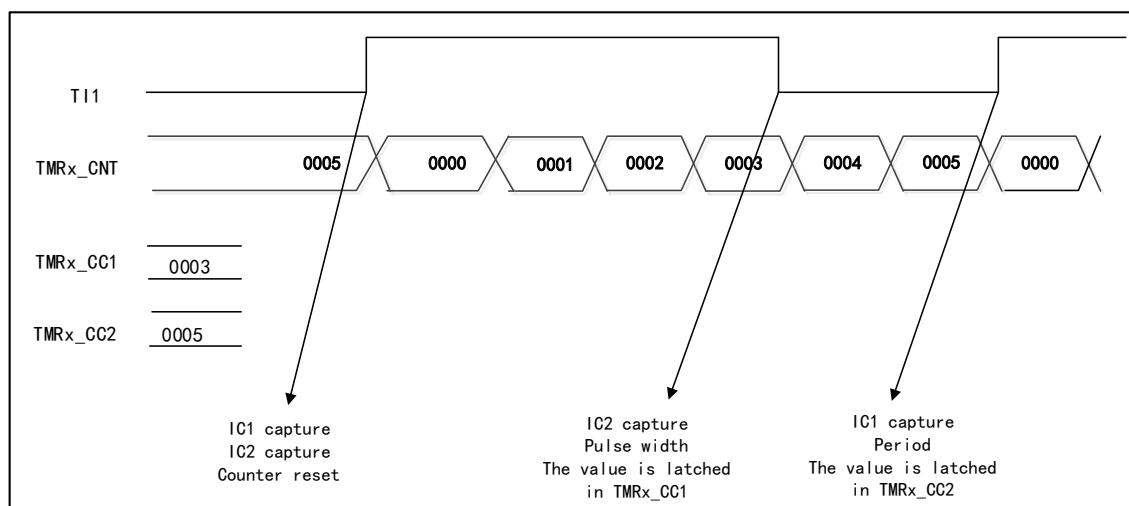 TI1
TMRx_CNT
0005 0000 0001 0002 0003 0004 0005 0000
TMRx_CC1
0003
TMRx_CC2
0005
IC1 capture
IC2 capture
Counter reset
IC2 capture
Pulse width
The value is latched
in TMRx_CC1
IC1 capture
Period
The value is latched
in TMRx_CC2